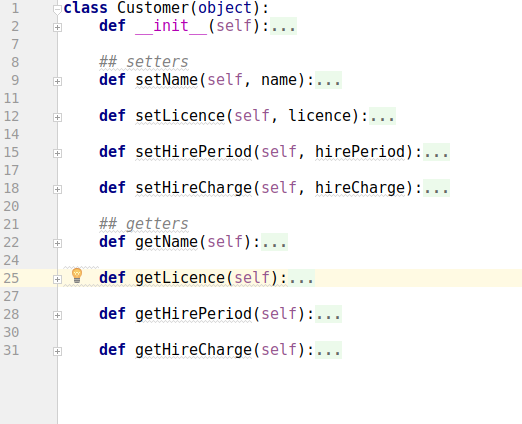 1 class Customer(object):
2 def __init__(self):...
7
8 ## setters
9 def setName(self, name):...
11
12 def setLicence(self, licence):...
14
15 def setHirePeriod(self, hirePeriod):...
17
18 def setHireCharge(self, hireCharge):...
20
21 ## getters
22 def getName(self):...
24
25 def getLicence(self):...
27
28 def getHirePeriod(self):...
30
31 def getHireCharge(self):...